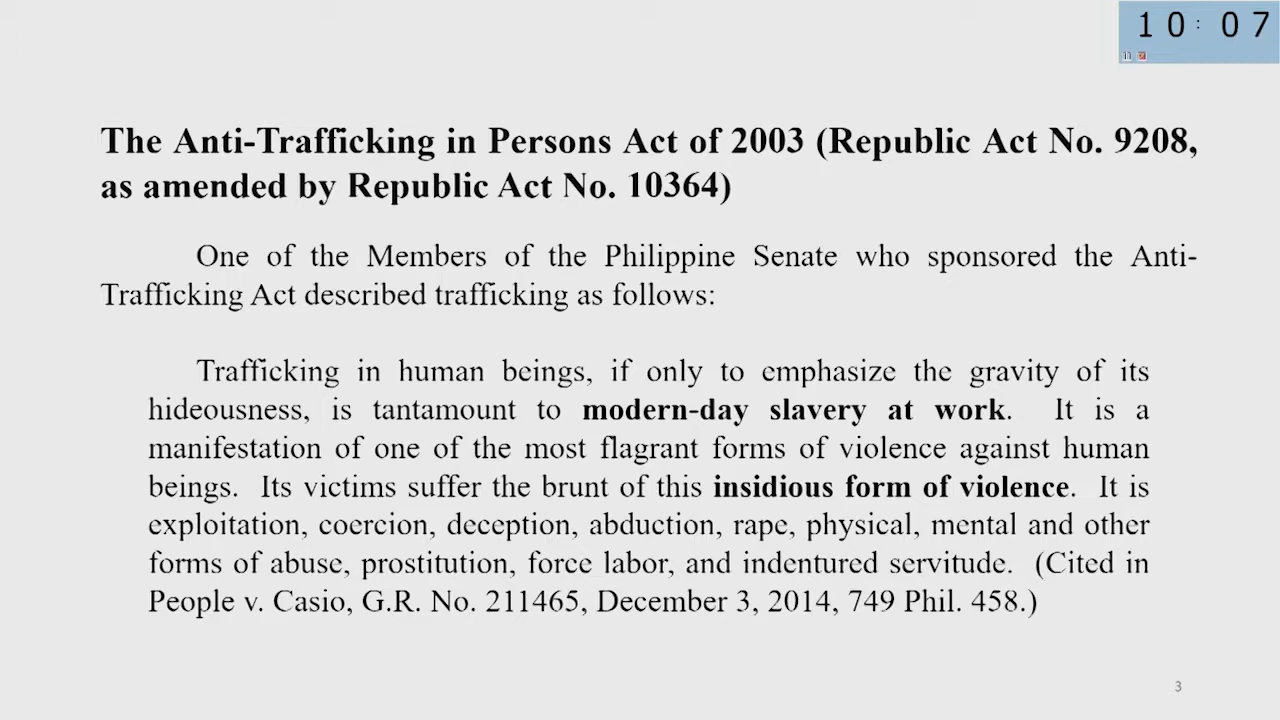 10:07
The Anti-Trafficking in Persons Act of 2003 (Republic Act No. 9208,
as amended by Republic Act No. 10364)
One of the Members of the Philippine Senate who sponsored the Anti-
Trafficking Act described trafficking as follows:
Trafficking in human beings, if only to emphasize the gravity of its
hideousness, is tantamount to modern-day slavery at work. It is a
manifestation of one of the most flagrant forms of violence against human
beings. Its victims suffer the brunt of this insidious form of violence. It is
exploitation, coercion, deception, abduction, rape, physical, mental and other
forms of abuse, prostitution, force labor, and indentured servitude. (Cited in
People v. Casio, G.R. No. 211465, December 3, 2014, 749 Phil. 458.)
3